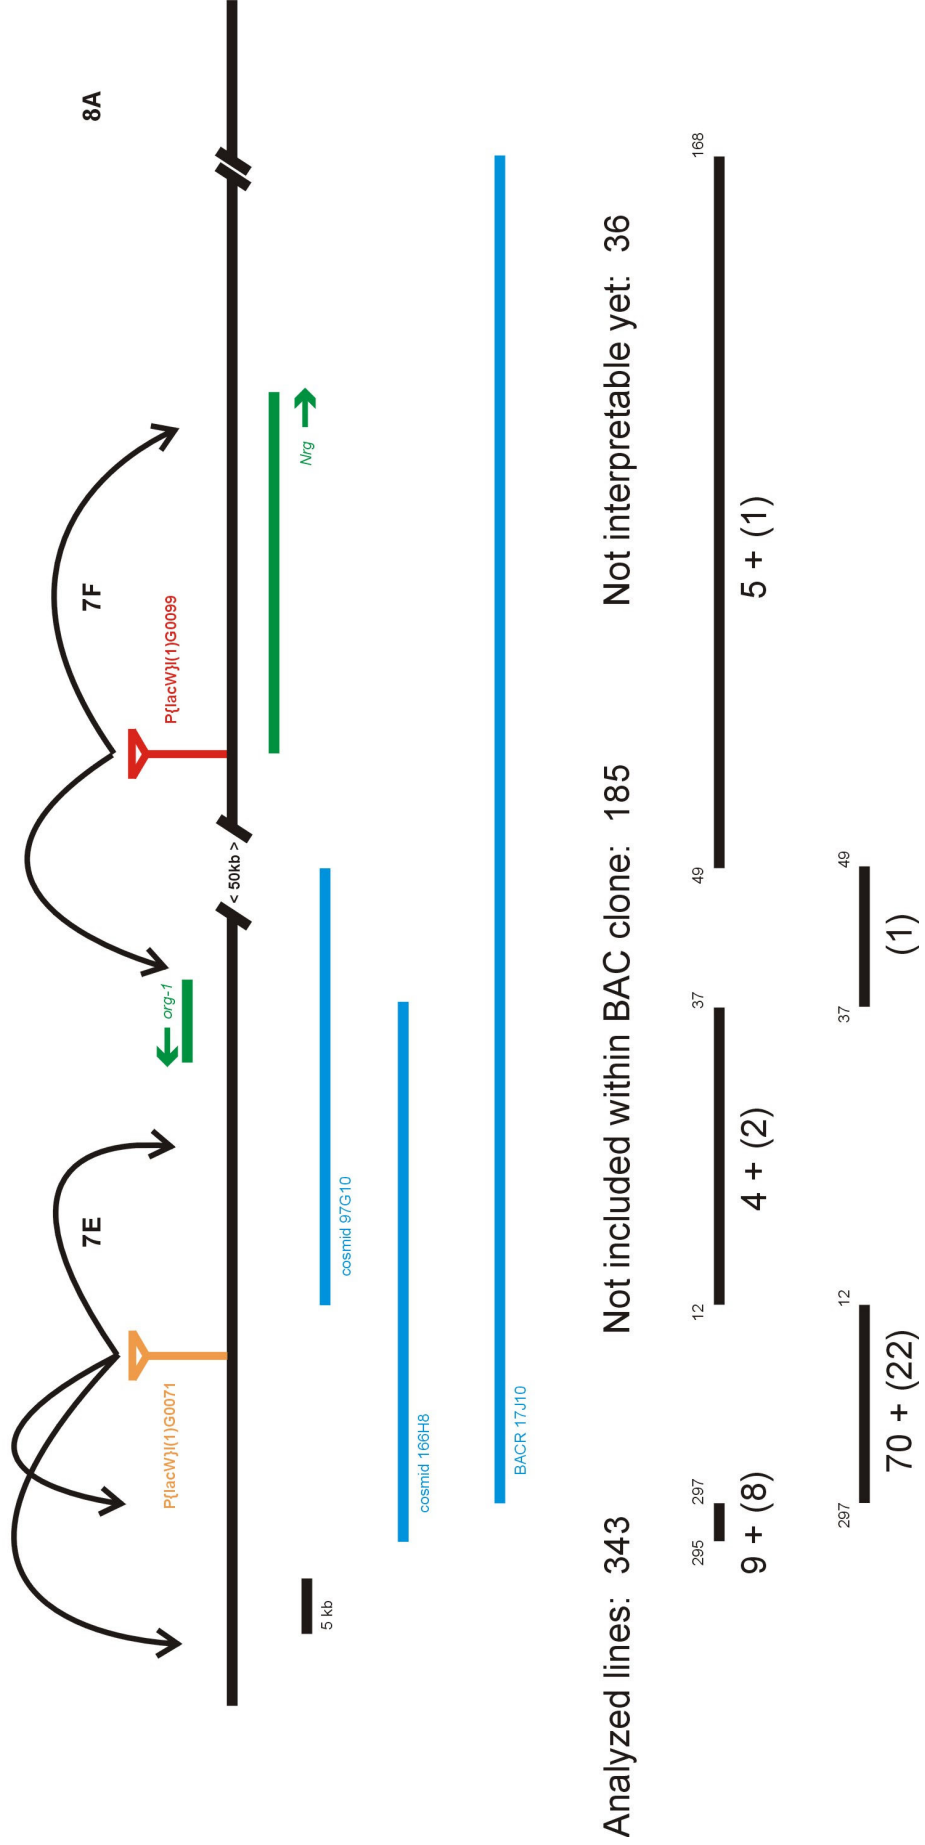 7E
7F
8A
P{lacW}l(1)G0071
org-1
P{lacW}l(1)G0099
< 50kb >
Nrg
5 kb
cosmid 97G10
cosmid 166H8
BACR 17J10
Analyzed lines: 343
Not included within BAC clone: 185
Not interpretable yet: 36
295
297
12
37
49
168
9 + (8)
4 + (2)
5 + (1)
297
12
37
49
70 + (22)
(1)